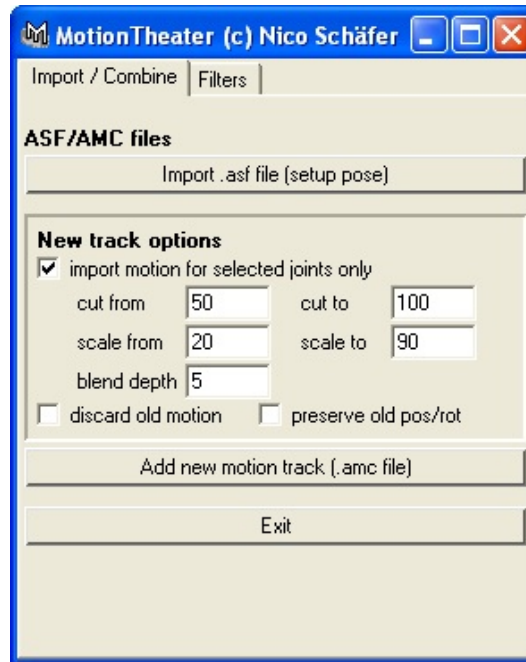 MotionTheater (c) Nico Schäfer
Import / Combine Filters
ASF/AMC files
Import .asf file (setup pose)
New track options
import motion for selected joints only
cut from 50 cut to 100
scale from 20 scale to 90
blend depth 5
discard old motion preserve old pos/rot
Add new motion track (.amc file)
Exit